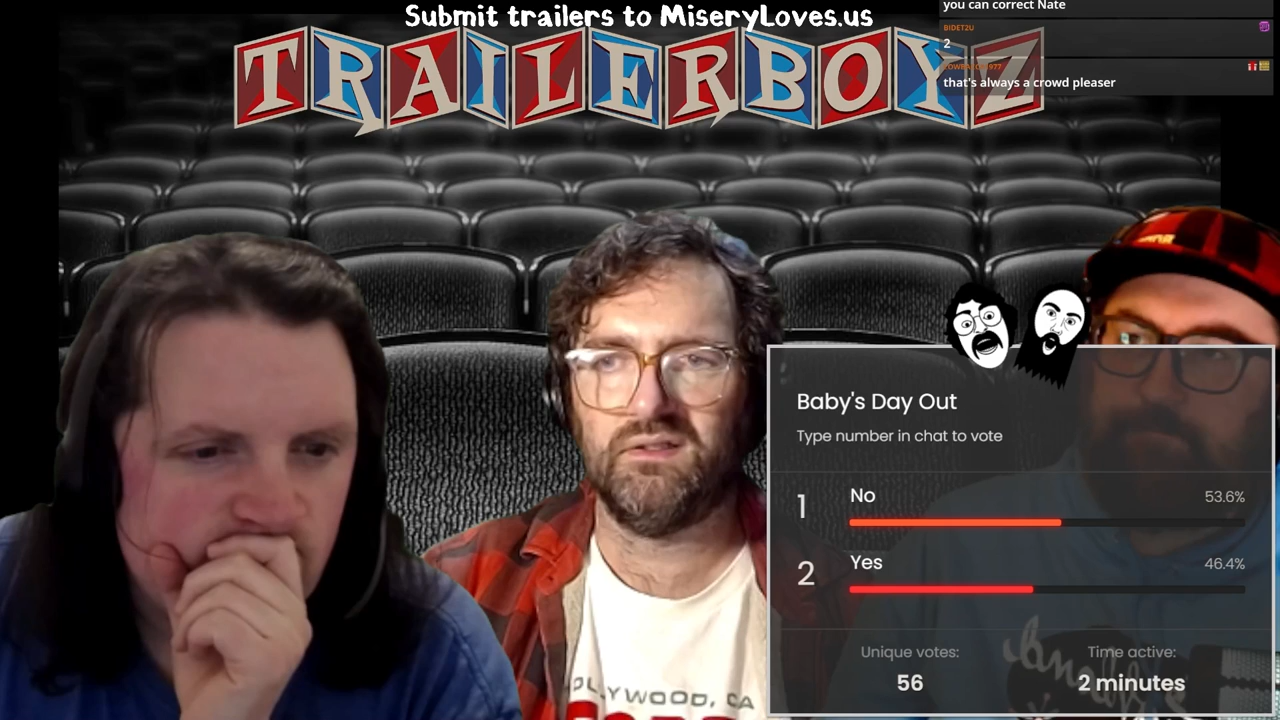 Submit trailers to MiseryLoves.us
TRAILERBOYZ
you can correct Nate
BIDET2U
2
that's always a crowd pleaser
Baby's Day Out
Type number in chat to vote
1 No 53.6%
2 Yes 46.4%
Unique votes: Time active:
56 2 minutes
OLLYWOOD, CA